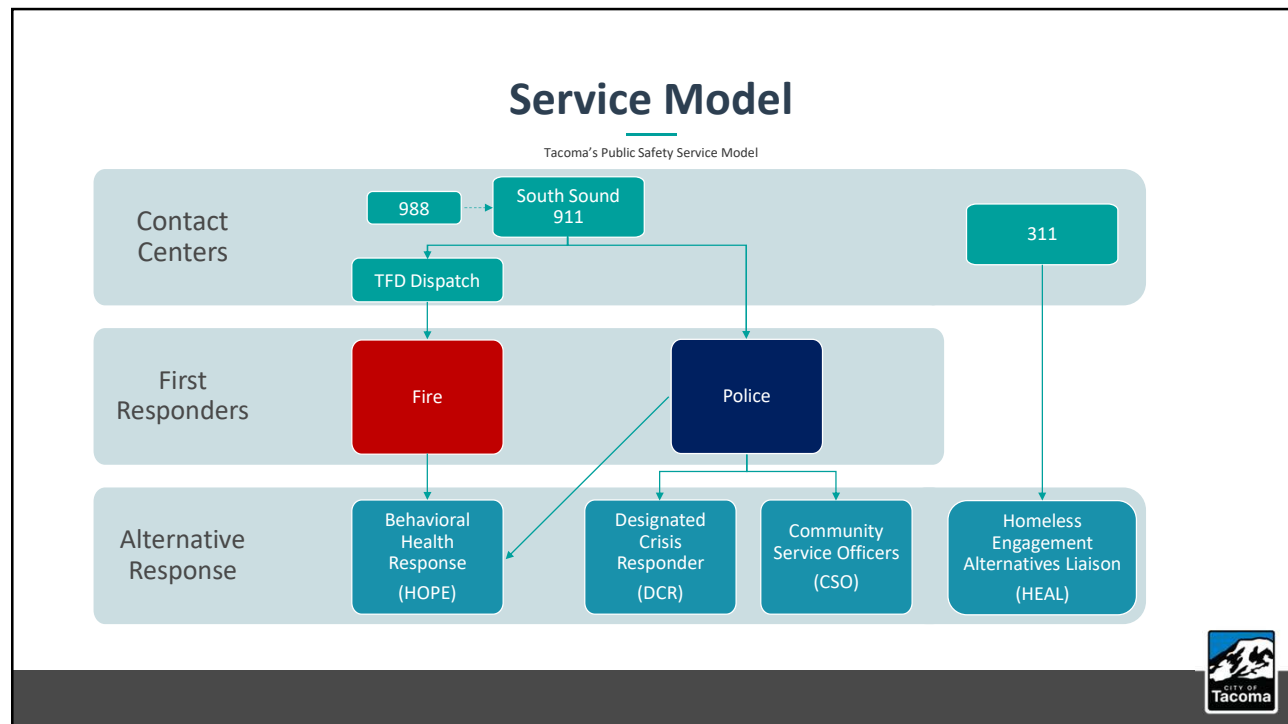 Service Model
Tacoma's Public Safety Service Model
Contact
Centers
988
South Sound
911
311
TFD Dispatch
First
Responders
Fire
Police
Alternative
Response
Behavioral
Health
Response
(HOPE)
Designated
Crisis
Responder
(DCR)
Community
Service Officers
(CSO)
Homeless
Engagement
Alternatives Liaison
(HEAL)
CITY OF
Tacoma